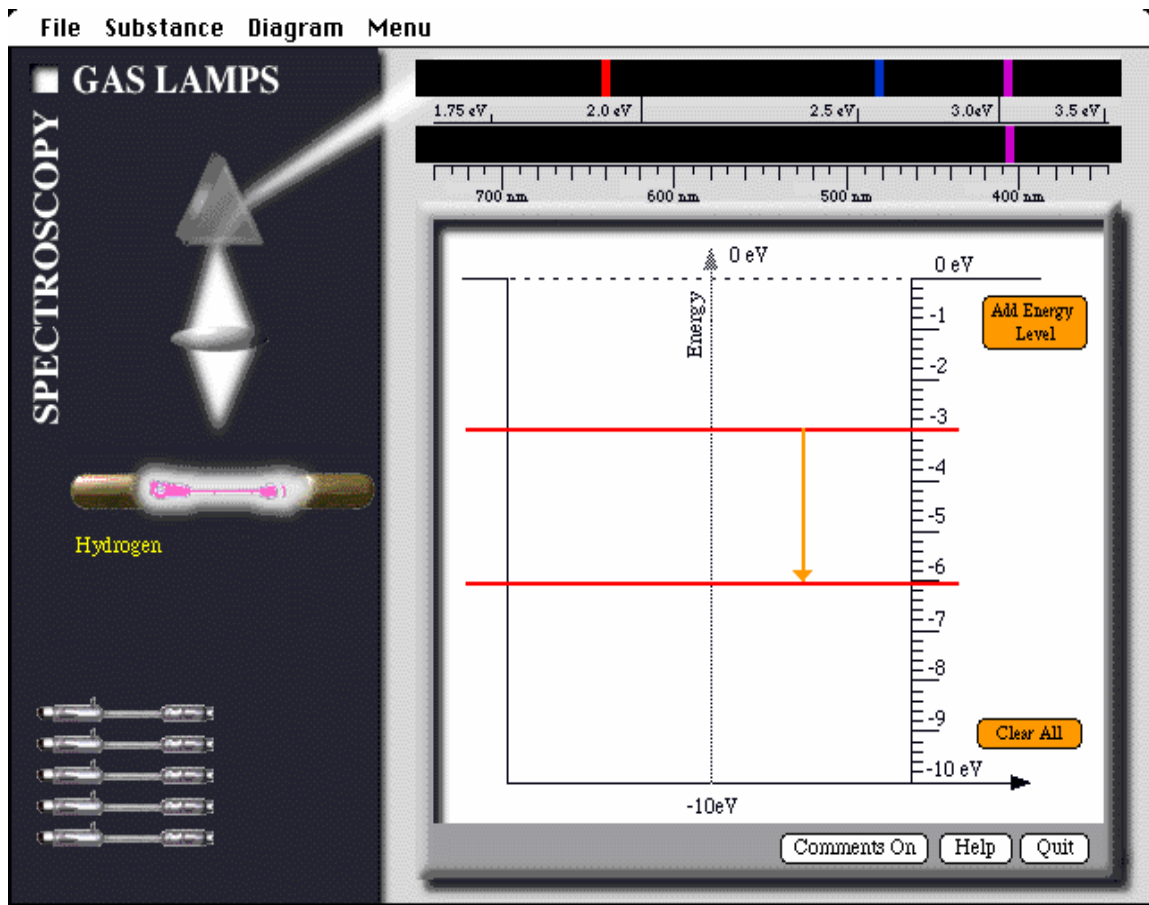 File Substance Diagram Menu
GAS LAMPS
SPECTROSCOPY
1.75 eV 2.0 eV 2.5 eV 3.0eV 3.5 eV
700 nm 600 nm 500 nm 400 nm
0 eV
0 eV
Energy
Add Energy
Level
-1
-2
-3
-4
-5
-6
-7
-8
-9
-10 eV
Clear All
-10eV
Hydrogen
Comments On Help Quit